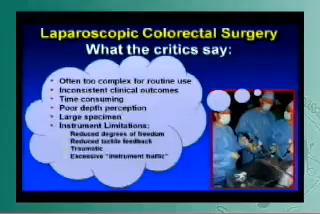 Laparoscopic Colorectal Surgery
What the critics say:
Often too complex for routine use
Inconsistent clinical outcomes
Time consuming
Poor depth perception
Large specimen
Instrument Limitations:
Reduced degrees of freedom
Reduced tactile feedback
Traumatic
Excessive "instrument traffic"